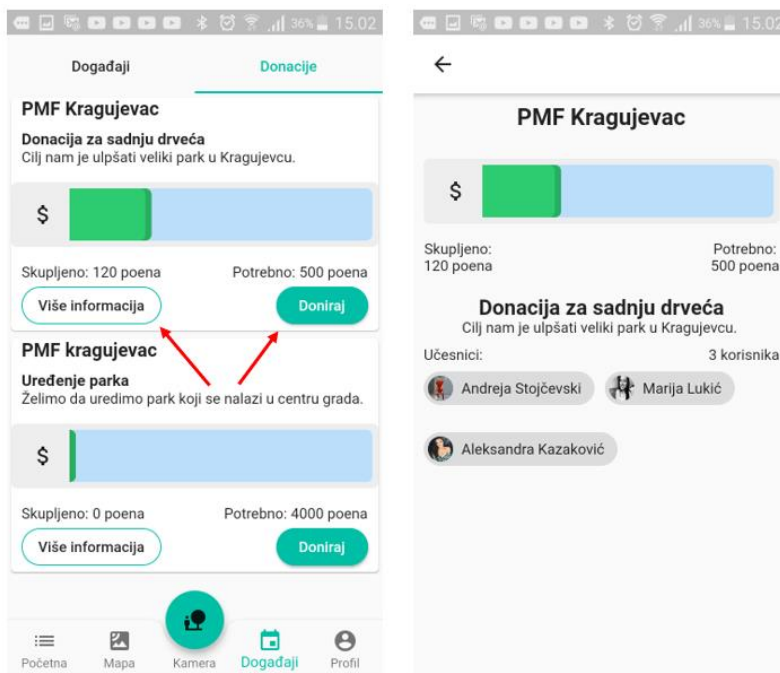 36% 15.02
Događaji Donacije
PMF Kragujevac
Donacija za sadnju drveća
Cilj nam je ulpšati veliki park u Kragujevcu.
$
Skupljeno: 120 poena Potrebno: 500 poena
Više informacija Doniraj
PMF kragujevac
Uređenje parka
Želimo da uredimo park koji se nalazi u centru grada.
$
Skupljeno: 0 poena Potrebno: 4000 poena
Više informacija Doniraj
Početna Mapa Kamera Događaji Profil
36% 15.02
PMF Kragujevac
$
Skupljeno: Potrebno:
120 poena 500 poena
Donacija za sadnju drveća
Cilj nam je ulpšati veliki park u Kragujevcu.
Učesnici: 3 korisnika
Andreja Stojčevski Marija Lukić
Aleksandra Kazaković